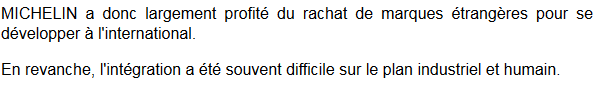 MICHELIN a donc largement profité du rachat de marques étrangères pour se
développer à l'international.
En revanche, l'intégration a été souvent difficile sur le plan industriel et humain.